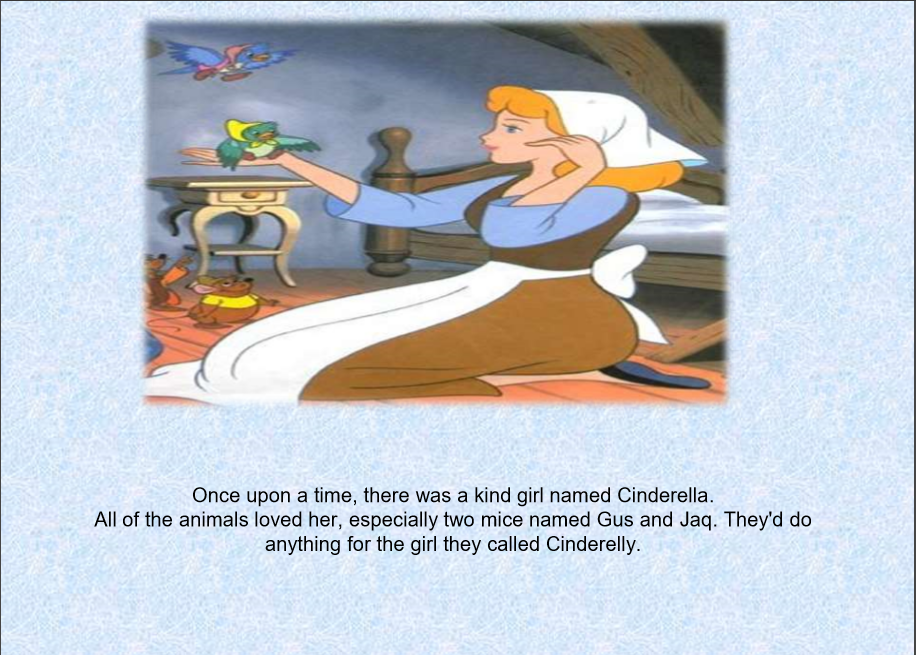 Once upon a time, there was a kind girl named Cinderella.
All of the animals loved her, especially two mice named Gus and Jaq. They'd do
anything for the girl they called Cinderelly.